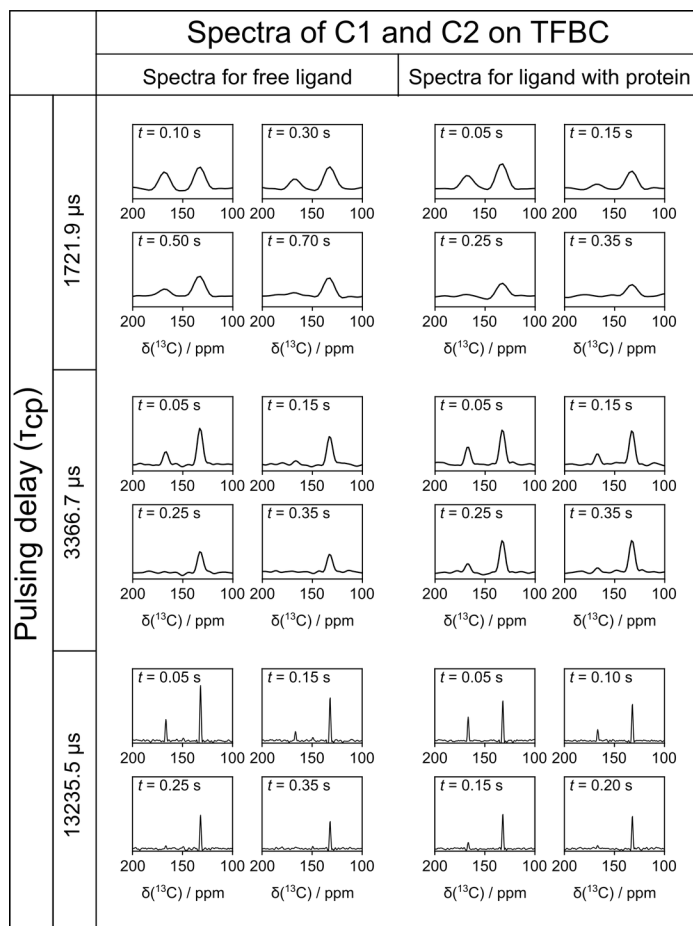 Spectra of C1 and C2 on TFBC
Spectra for free ligand
Spectra for ligand with protein
Pulsing delay (τcp)
1721.9 µs
t = 0.10 s
t = 0.30 s
t = 0.05 s
t = 0.15 s
200 150 100
200 150 100
200 150 100
200 150 100
t = 0.50 s
t = 0.70 s
t = 0.25 s
t = 0.35 s
200 150 100
200 150 100
200 150 100
200 150 100
δ(¹³C) / ppm
δ(¹³C) / ppm
δ(¹³C) / ppm
δ(¹³C) / ppm
3366.7 µs
t = 0.05 s
t = 0.15 s
t = 0.05 s
t = 0.15 s
200 150 100
200 150 100
200 150 100
200 150 100
t = 0.25 s
t = 0.35 s
t = 0.25 s
t = 0.35 s
200 150 100
200 150 100
200 150 100
200 150 100
δ(¹³C) / ppm
δ(¹³C) / ppm
δ(¹³C) / ppm
δ(¹³C) / ppm
13235.5 µs
t = 0.05 s
t = 0.15 s
t = 0.05 s
t = 0.10 s
200 150 100
200 150 100
200 150 100
200 150 100
t = 0.25 s
t = 0.35 s
t = 0.15 s
t = 0.20 s
200 150 100
200 150 100
200 150 100
200 150 100
δ(¹³C) / ppm
δ(¹³C) / ppm
δ(¹³C) / ppm
δ(¹³C) / ppm